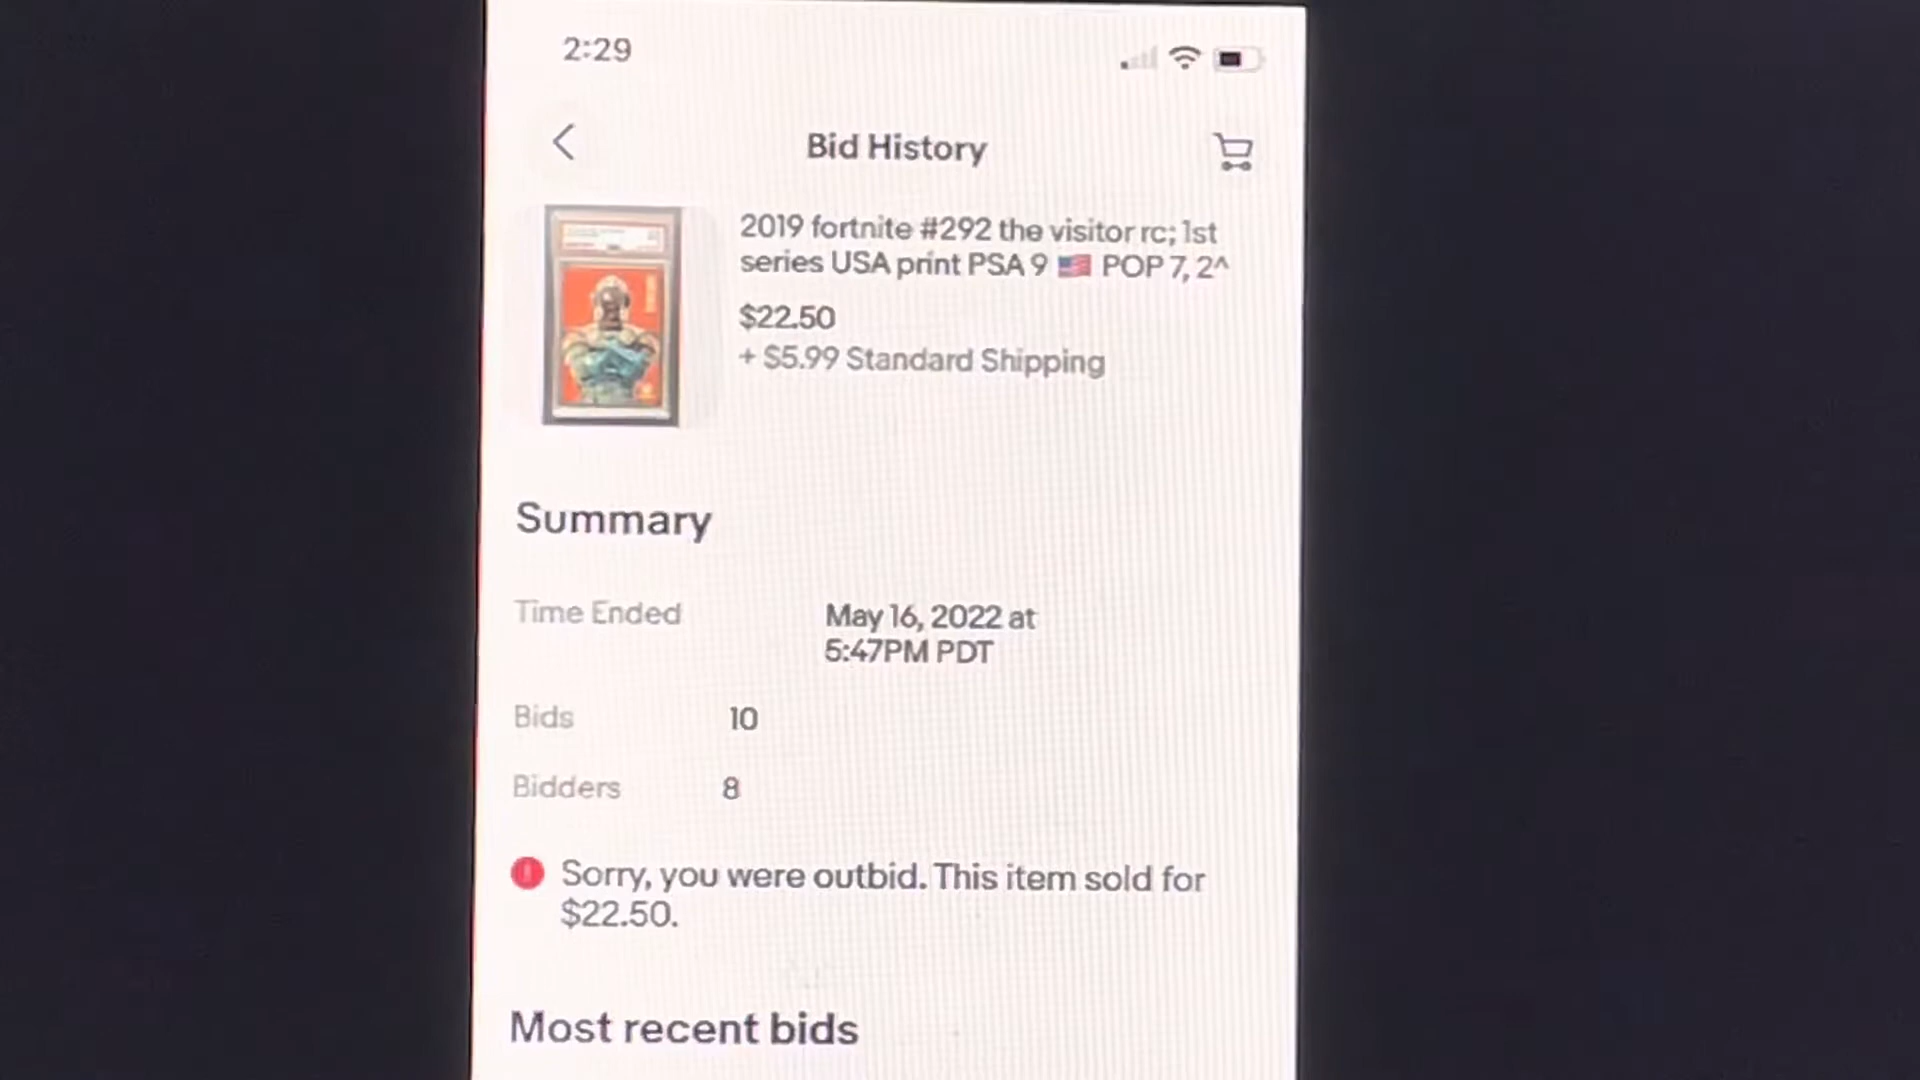 2:29
Bid History
2019 fortnite #292 the visitor rc; 1st
series USA print PSA 9 🇺🇸 POP 7, 2^
$22.50
+ $5.99 Standard Shipping
Summary
Time Ended
May 16, 2022 at
5:47PM PDT
Bids 10
Bidders 8
Sorry, you were outbid. This item sold for
$22.50.
Most recent bids